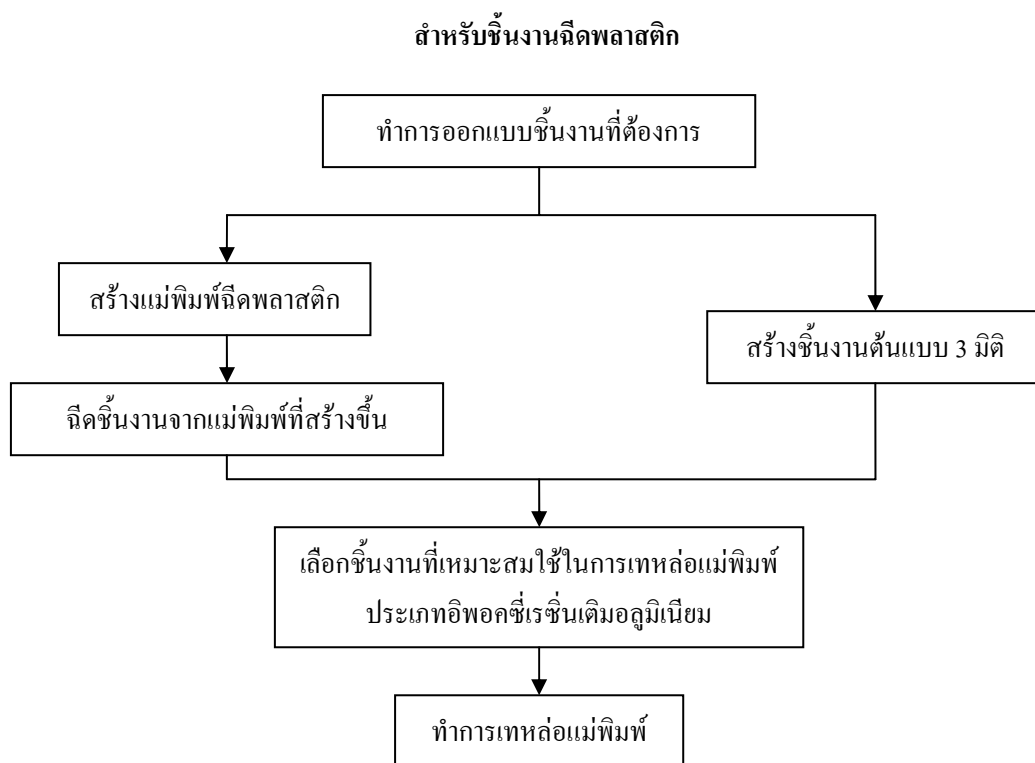 สำหรับชิ้นงานฉีดพลาสติก
ทำการออกแบบชิ้นงานที่ต้องการ
สร้างแม่พิมพ์ฉีดพลาสติก
สร้างชิ้นงานต้นแบบ 3 มิติ
ฉีดชิ้นงานจากแม่พิมพ์ที่สร้างขึ้น
เลือกชิ้นงานที่เหมาะสมใช้ในการเทหล่อแม่พิมพ์
ประเภทอิพอคซี่เรซิ่นเติมอลูมิเนียม
ทำการเทหล่อแม่พิมพ์